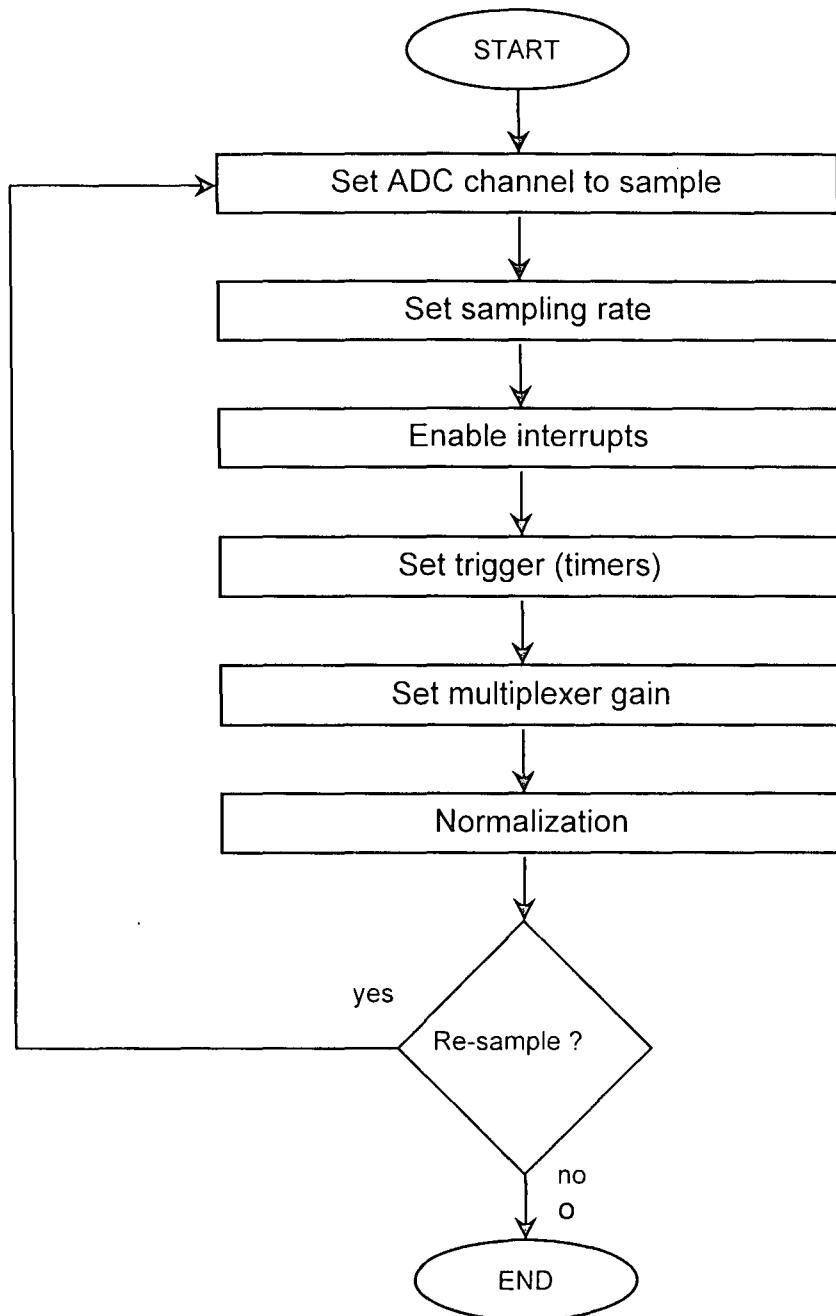 START
Set ADC channel to sample
Set sampling rate
Enable interrupts
Set trigger (timers)
Set multiplexer gain
Normalization
yes
Re-sample ?
no
o
END